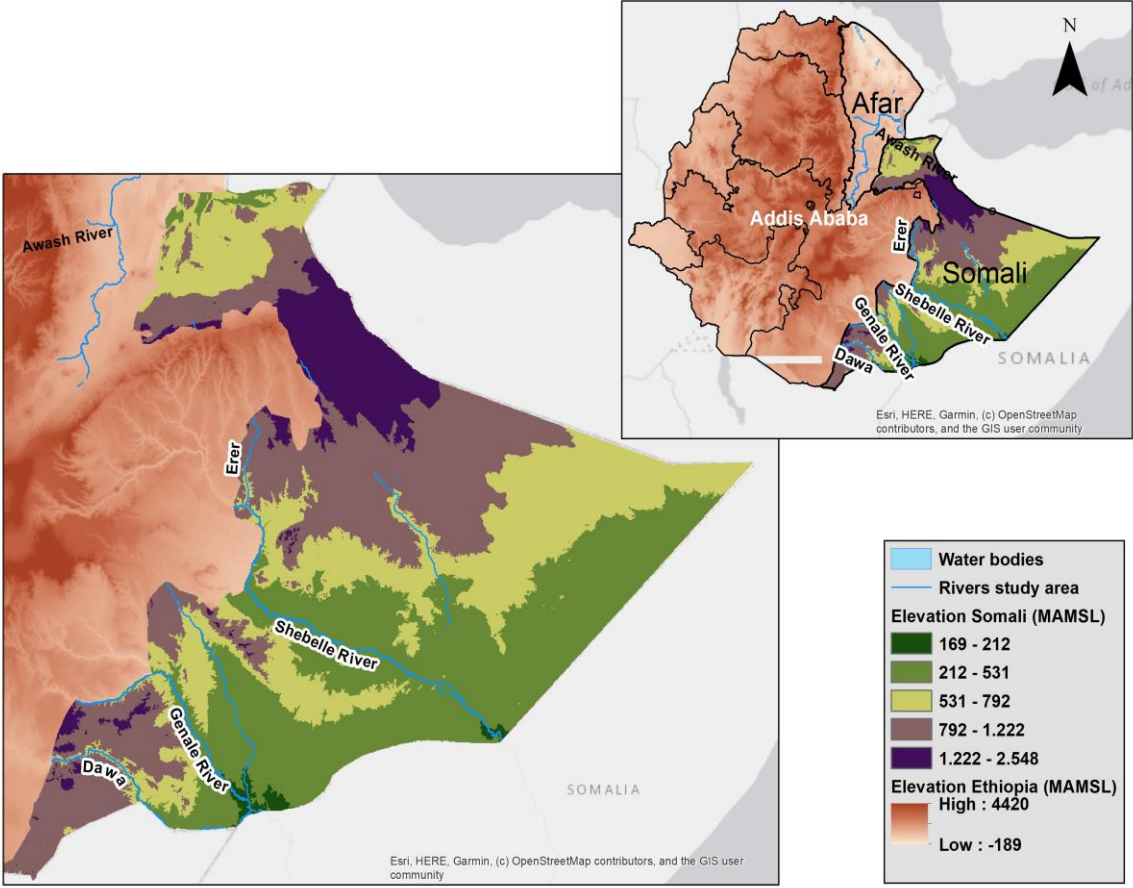 N
Afar
Gulf of Ad
Awash River
Addis Ababa
Erer
Somali
Shebelle River
Genale River
Dawa
SOMALIA
Esri, HERE, Garmin, (c) OpenStreetMap
contributors, and the GIS user community
Awash River
Erer
Shebelle River
Genale River
Dawa
SOMALIA
Esri, HERE, Garmin, (c) OpenStreetMap contributors, and the GIS user
community
Water bodies
Rivers study area
Elevation Somali (MAMSL)
169 - 212
212 - 531
531 - 792
792 - 1.222
1.222 - 2.548
Elevation Ethiopia (MAMSL)
High : 4420
Low : -189